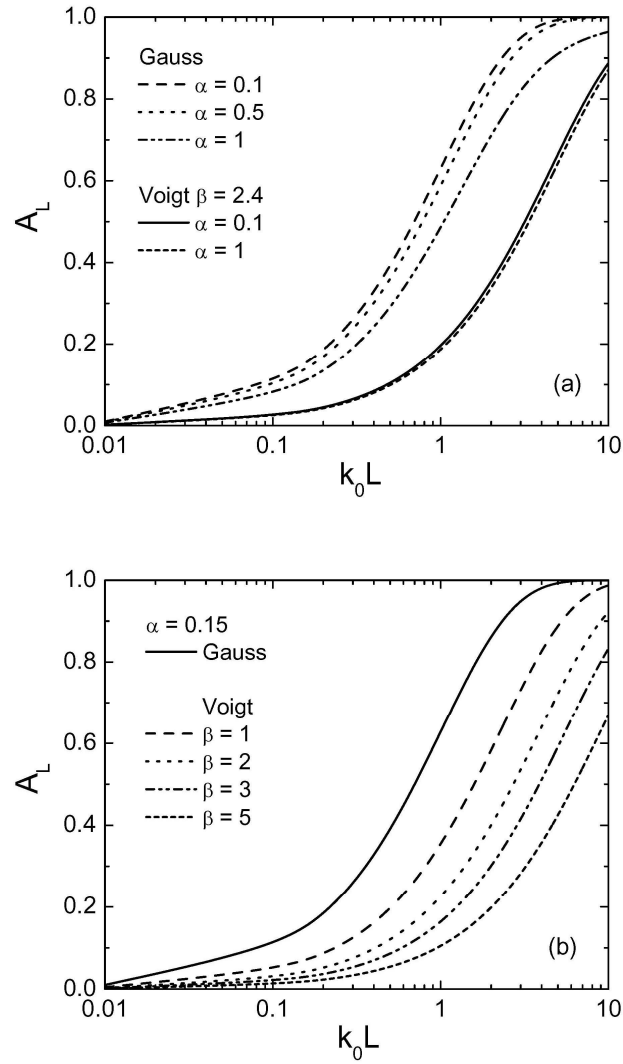 1.0
Gauss
α = 0.1
0.8
α = 0.5
α = 1
0.6
Voigt β = 2.4
α = 0.1
A_L
α = 1
0.4
0.2
(a)
0.0
0.01 0.1 1 10
k₀L
1.0
α = 0.15
Gauss
0.8
Voigt
β = 1
0.6
β = 2
β = 3
A_L
β = 5
0.4
0.2
(b)
0.0
0.01 0.1 1 10
k₀L